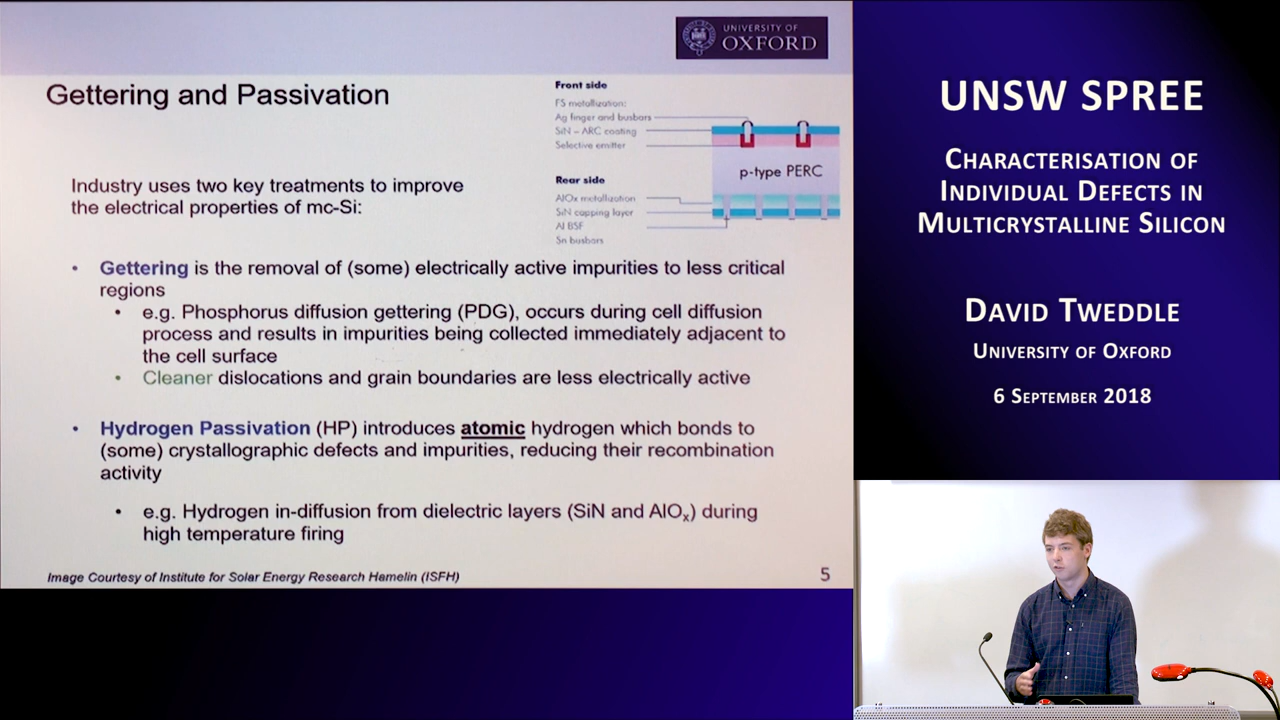 UNIVERSITY OF
OXFORD
Gettering and Passivation
Front side
FS metallization:
Ag finger and busbars
SiN – ARC coating
Selective emitter
p-type PERC
Rear side
AlOx metallization
SiN capping layer
Al BSF
Sn busbars
Industry uses two key treatments to improve
the electrical properties of mc-Si:
• Gettering is the removal of (some) electrically active impurities to less critical
regions
• e.g. Phosphorus diffusion gettering (PDG), occurs during cell diffusion
process and results in impurities being collected immediately adjacent to
the cell surface
• Cleaner dislocations and grain boundaries are less electrically active
• Hydrogen Passivation (HP) introduces atomic hydrogen which bonds to
(some) crystallographic defects and impurities, reducing their recombination
activity
• e.g. Hydrogen in-diffusion from dielectric layers (SiN and AlOx) during
high temperature firing
Image Courtesy of Institute for Solar Energy Research Hamelin (ISFH)
5
UNSW SPREE
CHARACTERISATION OF
INDIVIDUAL DEFECTS IN
MULTICRYSTALLINE SILICON
DAVID TWEDDLE
UNIVERSITY OF OXFORD
6 SEPTEMBER 2018